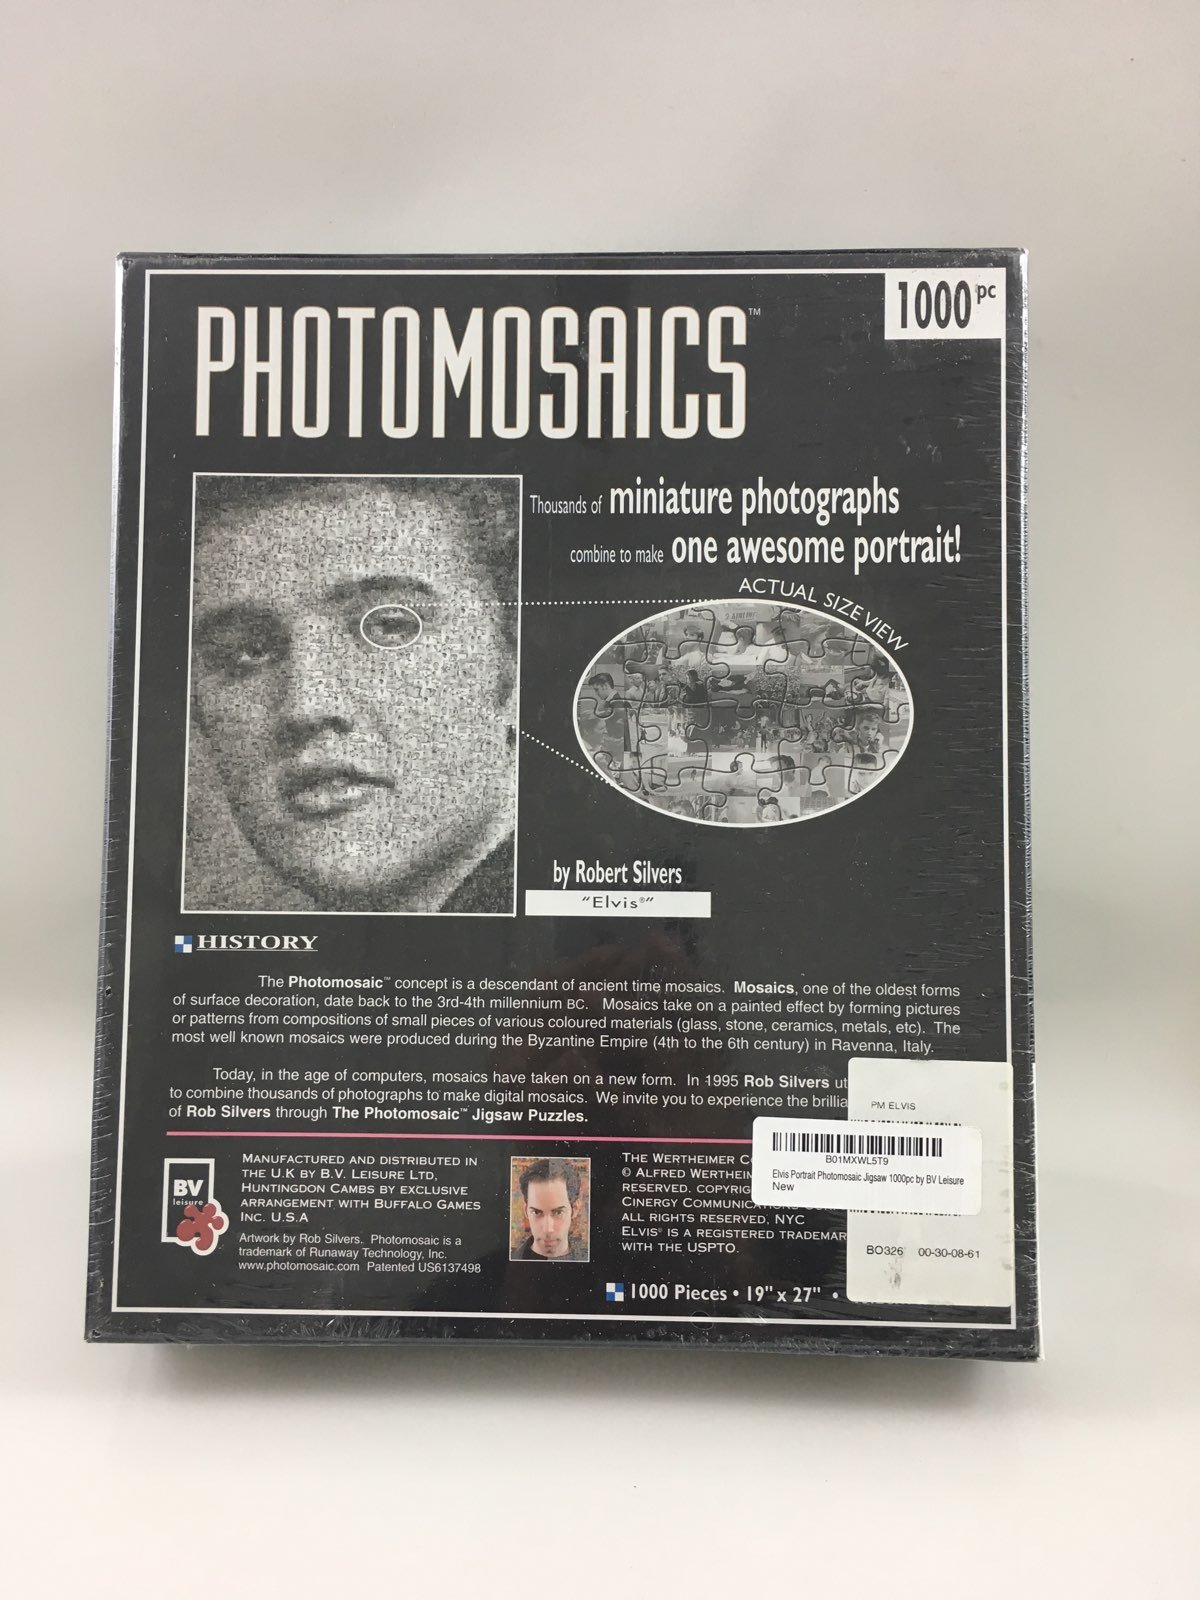 1000 pc
PHOTOMOSAICS™
Thousands of miniature photographs
combine to make one awesome portrait!
ACTUAL SIZE VIEW
by Robert Silvers
"Elvis®"
HISTORY
The Photomosaic™ concept is a descendant of ancient time mosaics. Mosaics, one of the oldest forms
of surface decoration, date back to the 3rd-4th millennium BC. Mosaics take on a painted effect by forming pictures
or patterns from compositions of small pieces of various coloured materials (glass, stone, ceramics, metals, etc). The
most well known mosaics were produced during the Byzantine Empire (4th to the 6th century) in Ravenna, Italy.
Today, in the age of computers, mosaics have taken on a new form. In 1995 Rob Silvers ut
to combine thousands of photographs to make digital mosaics. We invite you to experience the brillia
of Rob Silvers through The Photomosaic™ Jigsaw Puzzles.
PM ELVIS
B01MXWL5T9
Elvis Portrait Photomosaic Jigsaw 1000pc by BV Leisure
New
BO326 00-30-08-61
BV
leisure
MANUFACTURED AND DISTRIBUTED IN
THE U.K BY B.V. LEISURE LTD,
HUNTINGDON CAMBS BY EXCLUSIVE
ARRANGEMENT WITH BUFFALO GAMES
INC. U.S.A
Artwork by Rob Silvers. Photomosaic is a
trademark of Runaway Technology, Inc.
www.photomosaic.com Patented US6137498
THE WERTHEIMER C
© ALFRED WERTHEIM
RESERVED. COPYRIG
CINERGY COMMUNICATIONS
ALL RIGHTS RESERVED, NYC
ELVIS® IS A REGISTERED TRADEMAR
WITH THE USPTO.
1000 Pieces • 19" x 27" •